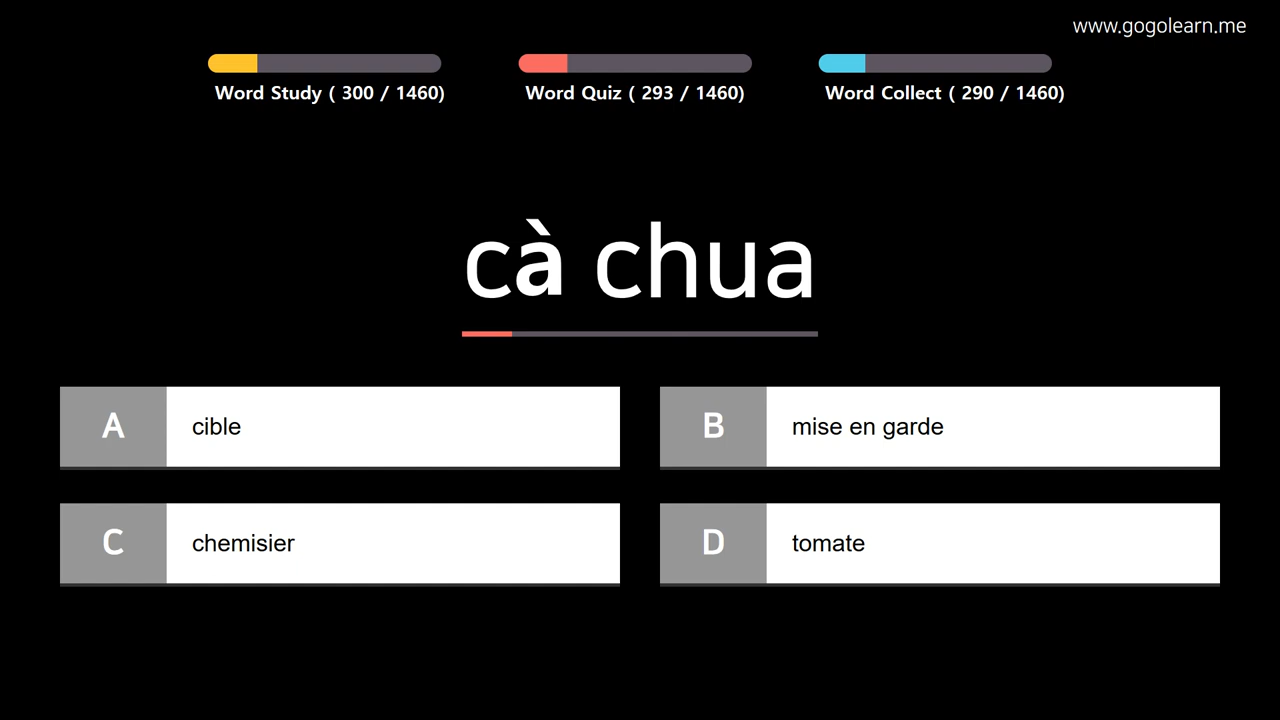 www.gogolearn.me
Word Study ( 300 / 1460)
Word Quiz ( 293 / 1460)
Word Collect ( 290 / 1460)
cà chua
A
cible
B
mise en garde
C
chemisier
D
tomate